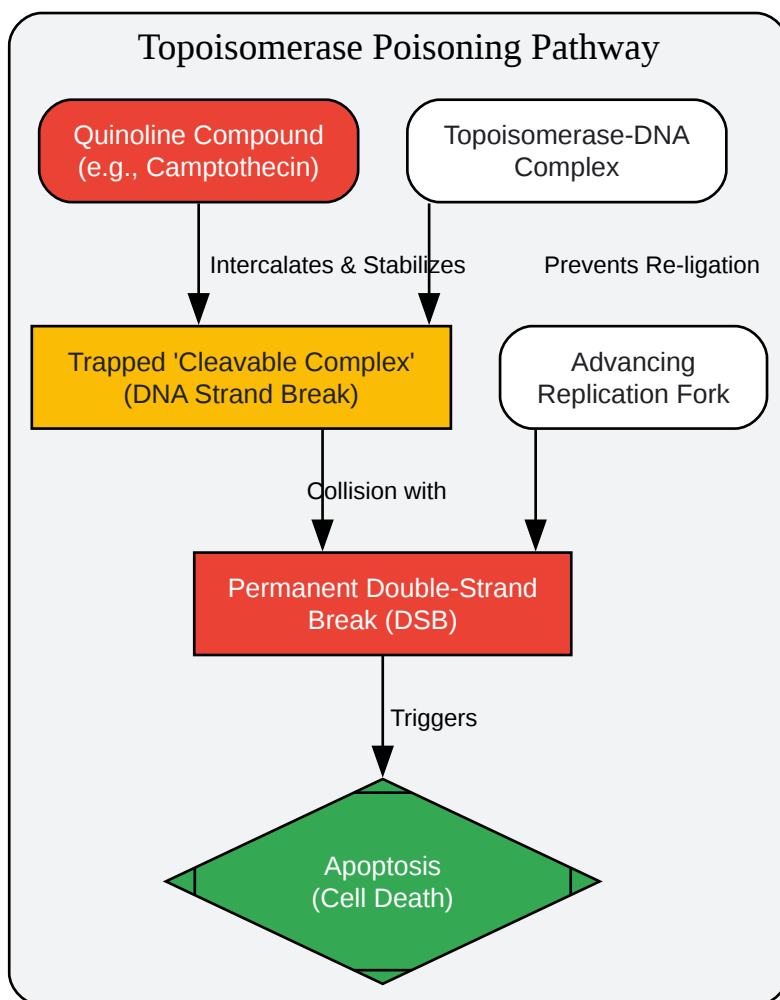 Topoisomerase Poisoning Pathway
Quinoline Compound
(e.g., Camptothecin)
Topoisomerase-DNA
Complex
Intercalates & Stabilizes
Prevents Re-ligation
Trapped 'Cleavable Complex'
(DNA Strand Break)
Advancing
Replication Fork
Collision with
Permanent Double-Strand
Break (DSB)
Triggers
Apoptosis
(Cell Death)